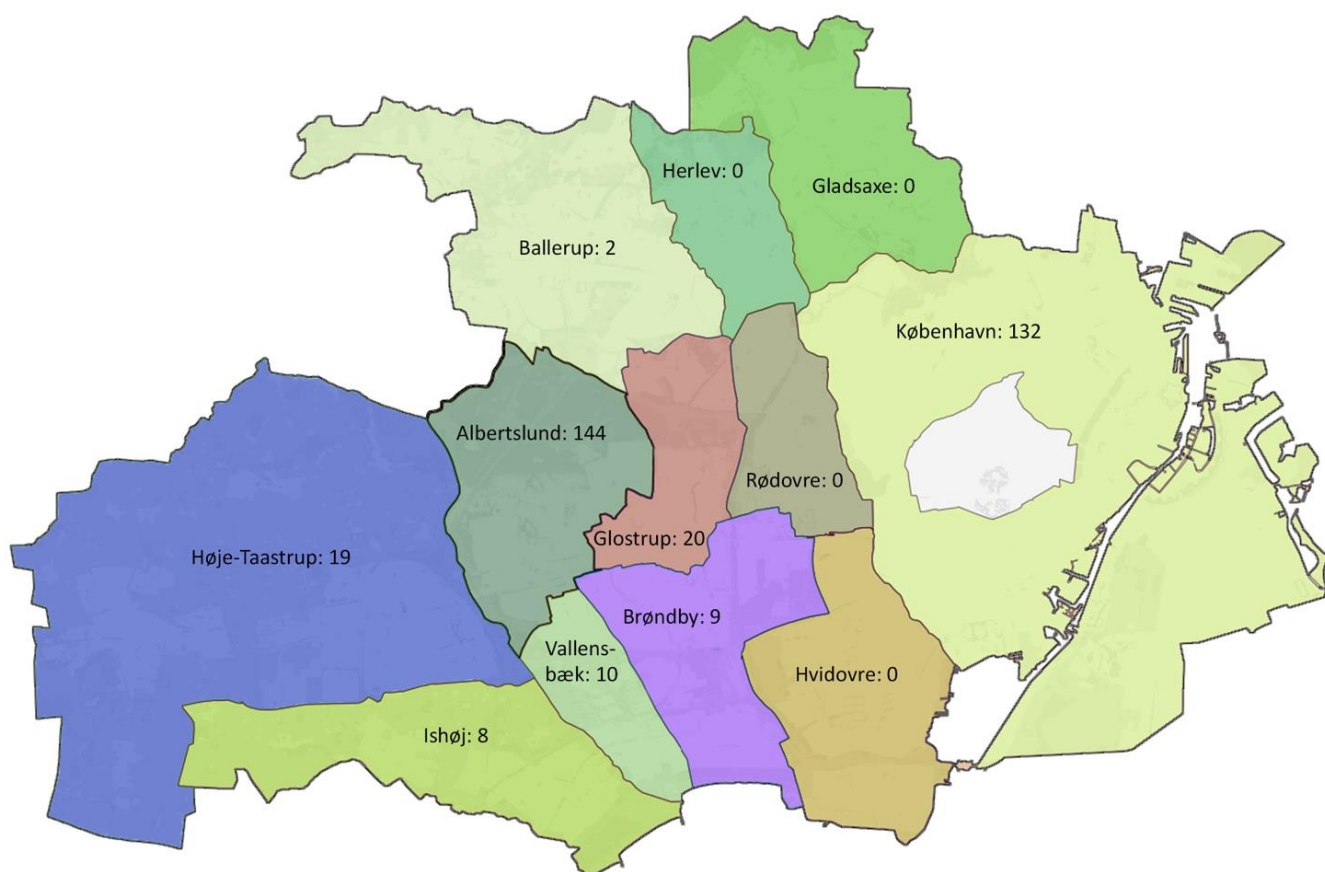 Herlev: 0
Gladsaxe: 0
Ballerup: 2
København: 132
Albertslund: 144
Rødovre: 0
Glostrup: 20
Høje-Taastrup: 19
Brøndby: 9
Vallens-
bæk: 10
Hvidovre: 0
Ishøj: 8